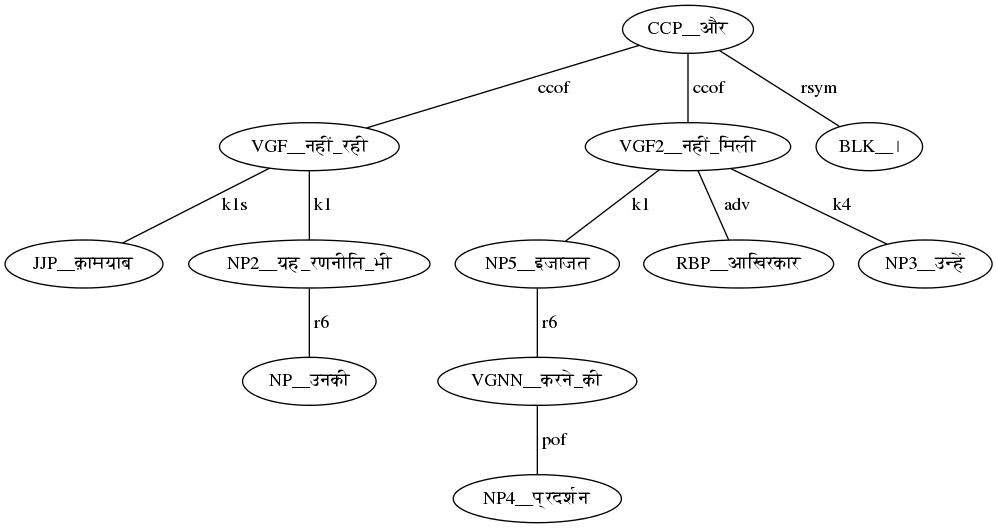 CCP__और
ccof ccof rsym
VGF__नहीं_रही VGF2__नहीं_मिली BLK__।
k1s k1 k1 adv k4
JJP__क़ामयाब NP2__यह_रणनीति_भी NP5__इजाजत RBP__आखिरकार NP3__उन्हें
r6 r6
NP__उनकी VGNN__करने_की
pof
NP4__प्रदर्शन